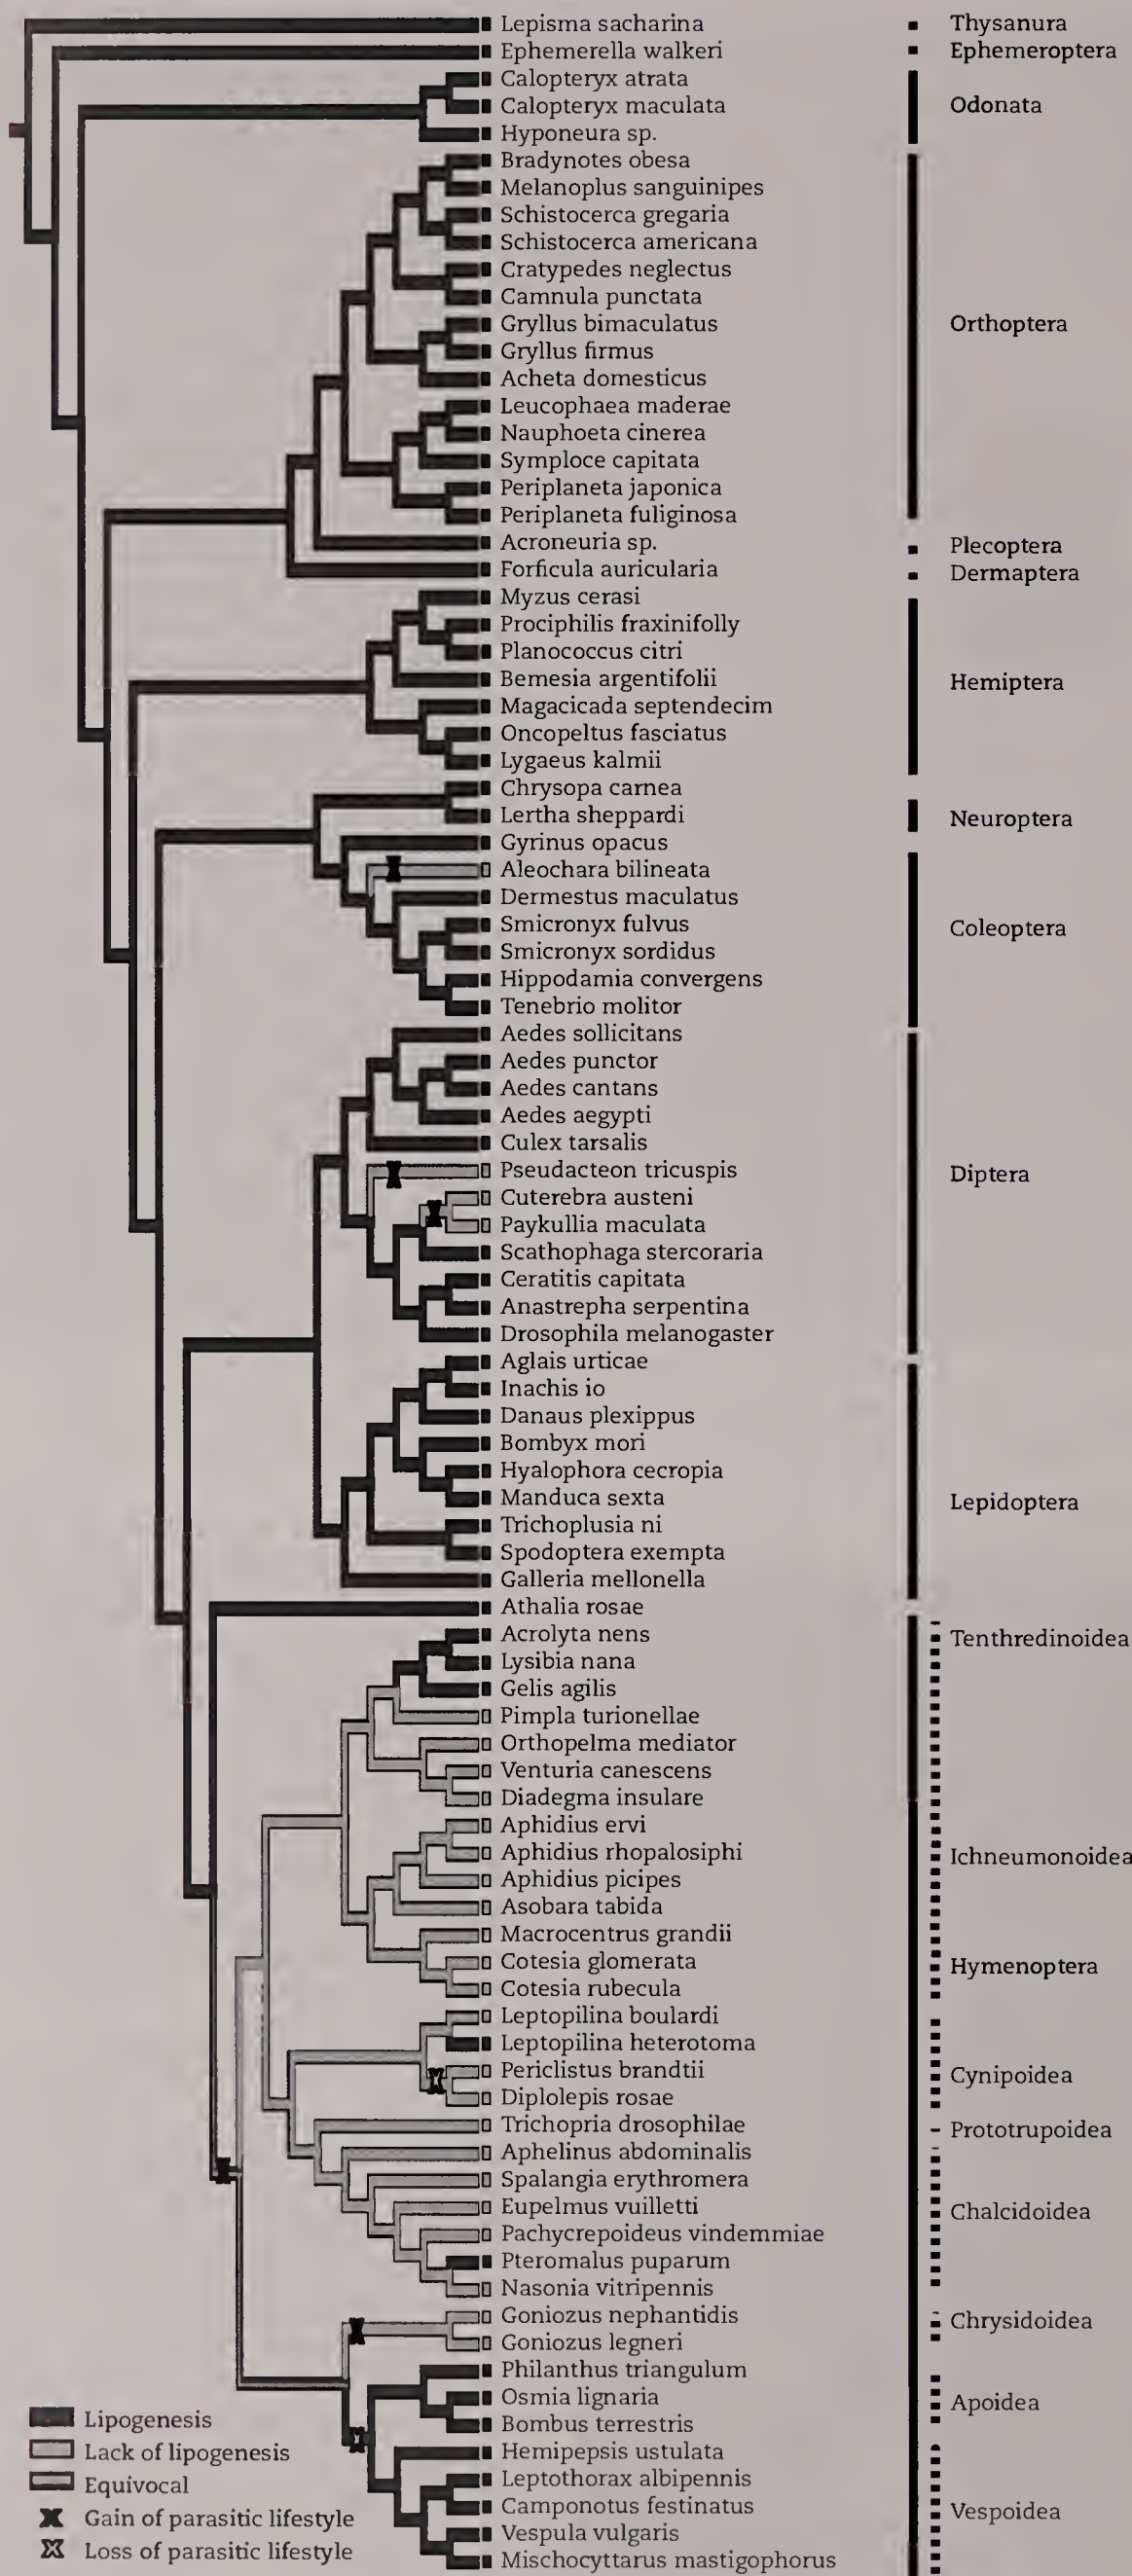 Lepisma sacharina
Thysanura
Ephemerella walkeri
Ephemeroptera
Calopteryx atrata
Calopteryx maculata
Odonata
Hyponeura sp.
Bradynotes obesa
Melanoplus sanguinipes
Schistocerca gregaria
Schistocerca americana
Cratypedes neglectus
Camnula punctata
Gryllus bimaculatus
Orthoptera
Gryllus firmus
Acheta domesticus
Leucophaea maderae
Nauphoeta cinerea
Symploce capitata
Periplaneta japonica
Periplaneta fuliginosa
Acroneuria sp.
Plecoptera
Forficula auricularia
Dermaptera
Myzus cerasi
Prociphilis fraxinifolly
Planococcus citri
Bemesia argentifolii
Hemiptera
Magacicada septendecim
Oncopeltus fasciatus
Lygaeus kalmii
Chrysopa carnea
Lertha sheppardi
Neuroptera
Gyrinus opacus
Aleochara bilineata
Dermestus maculatus
Smicronyx fulvus
Coleoptera
Smicronyx sordidus
Hippodamia convergens
Tenebrio molitor
Aedes sollicitans
Aedes punctor
Aedes cantans
Aedes aegypti
Culex tarsalis
Pseudacteon tricuspis
Diptera
Cuterebra austeni
Paykullia maculata
Scathophaga stercoraria
Ceratitis capitata
Anastrepha serpentina
Drosophila melanogaster
Aglais urticae
Inachis io
Danaus plexippus
Bombyx mori
Hyalophora cecropia
Manduca sexta
Lepidoptera
Trichoplusia ni
Spodoptera exempta
Galleria mellonella
Athalia rosae
Acrolyta nens
Tenthredinoidea
Lysibia nana
Gelis agilis
Pimpla turionellae
Orthopelma mediator
Venturia canescens
Diadegma insulare
Aphidius ervi
Aphidius rhopalosiphi
Ichneumonoidea
Aphidius picipes
Asobara tabida
Macrocentrus grandii
Cotesia glomerata
Hymenoptera
Cotesia rubecula
Leptopilina boulardi
Leptopilina heterotoma
Periclistus brandtii
Cynipoidea
Diplolepis rosae
Trichopria drosophilae
Prototrupoidea
Aphelinus abdominalis
Spalangia erythromera
Eupelmus vuilletti
Chalcidoidea
Pachycrepoideus vindemmiae
Pteromalus puparum
Nasonia vitripennis
Goniozus nephantidis
Chrysidoidea
Goniozus legneri
Philanthus triangulum
Osmia lignaria
Apoidea
Bombus terrestris
Hemipepsis ustulata
Leptothorax albipennis
Camponotus festinatus
Vespoidea
Vespula vulgaris
Mischocyttarus mastigophorus
Lipogenesis
Lack of lipogenesis
Equivocal
Gain of parasitic lifestyle
Loss of parasitic lifestyle